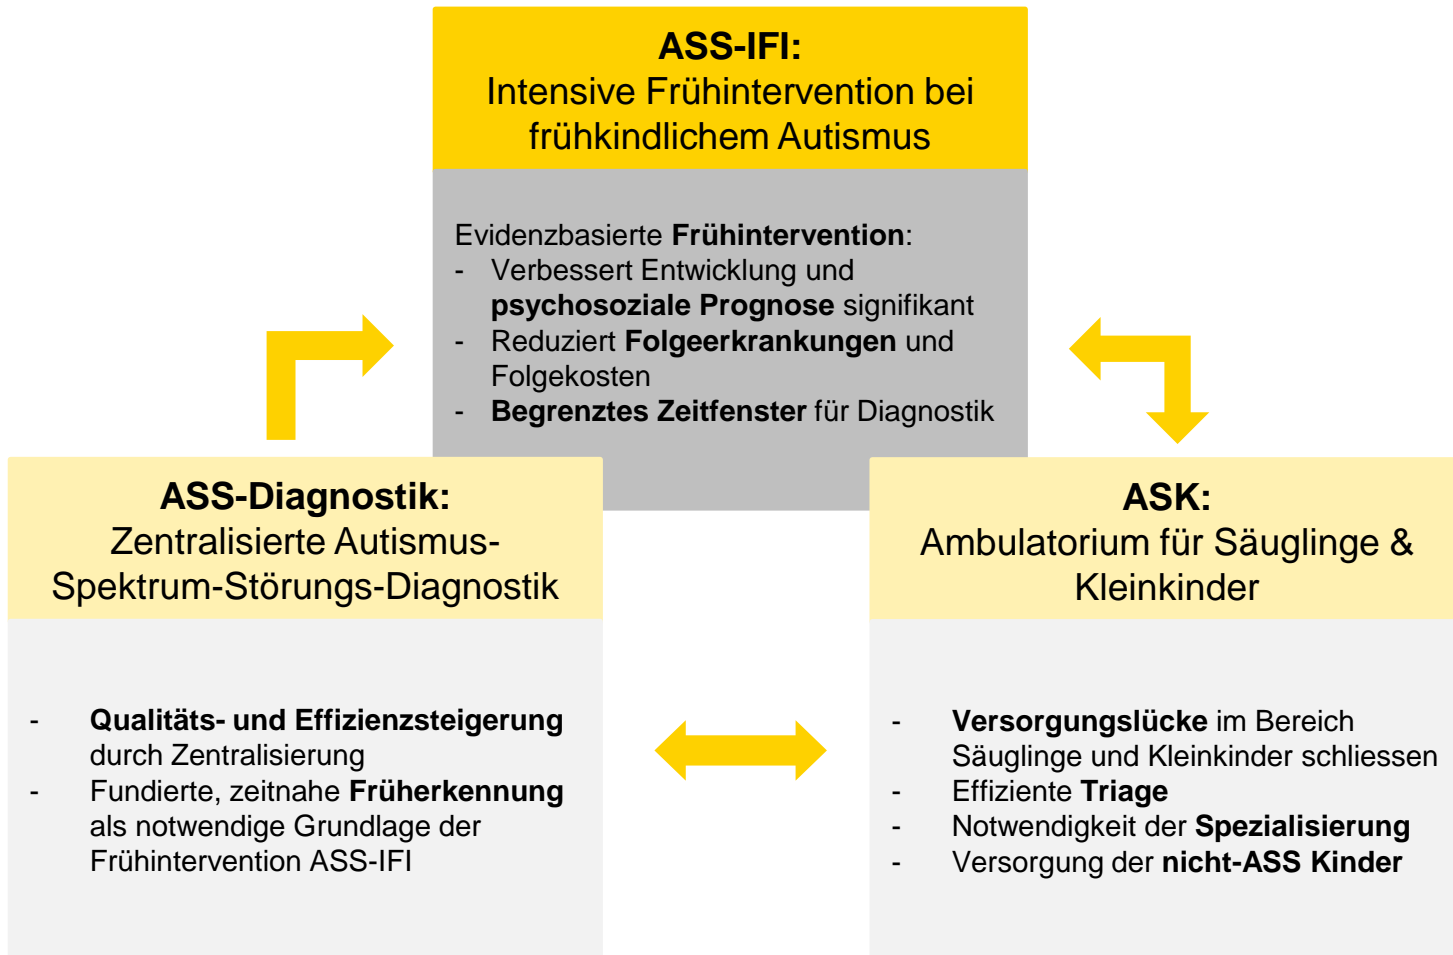 ASS-IFI:
Intensive Frühintervention bei
frühkindlichem Autismus
Evidenzbasierte Frühintervention:
- Verbessert Entwicklung und
psychosoziale Prognose signifikant
- Reduziert Folgeerkrankungen und
Folgekosten
- Begrenztes Zeitfenster für Diagnostik
ASS-Diagnostik:
Zentralisierte Autismus-
Spektrum-Störungs-Diagnostik
- Qualitäts- und Effizienzsteigerung
durch Zentralisierung
- Fundierte, zeitnahe Früherkennung
als notwendige Grundlage der
Frühintervention ASS-IFI
ASK:
Ambulatorium für Säuglinge &
Kleinkinder
- Versorgungslücke im Bereich
Säuglinge und Kleinkinder schliessen
- Effiziente Triage
- Notwendigkeit der Spezialisierung
- Versorgung der nicht-ASS Kinder